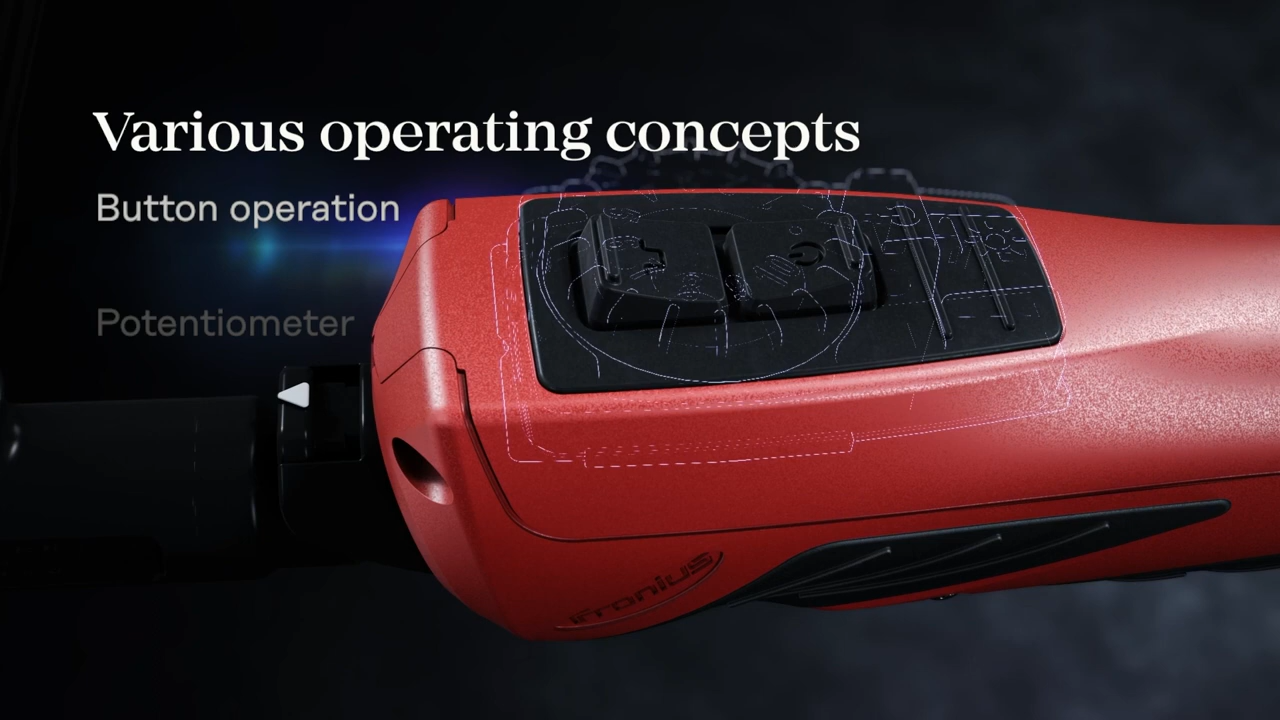 Various operating concepts
Button operation
Potentiometer
Fronius